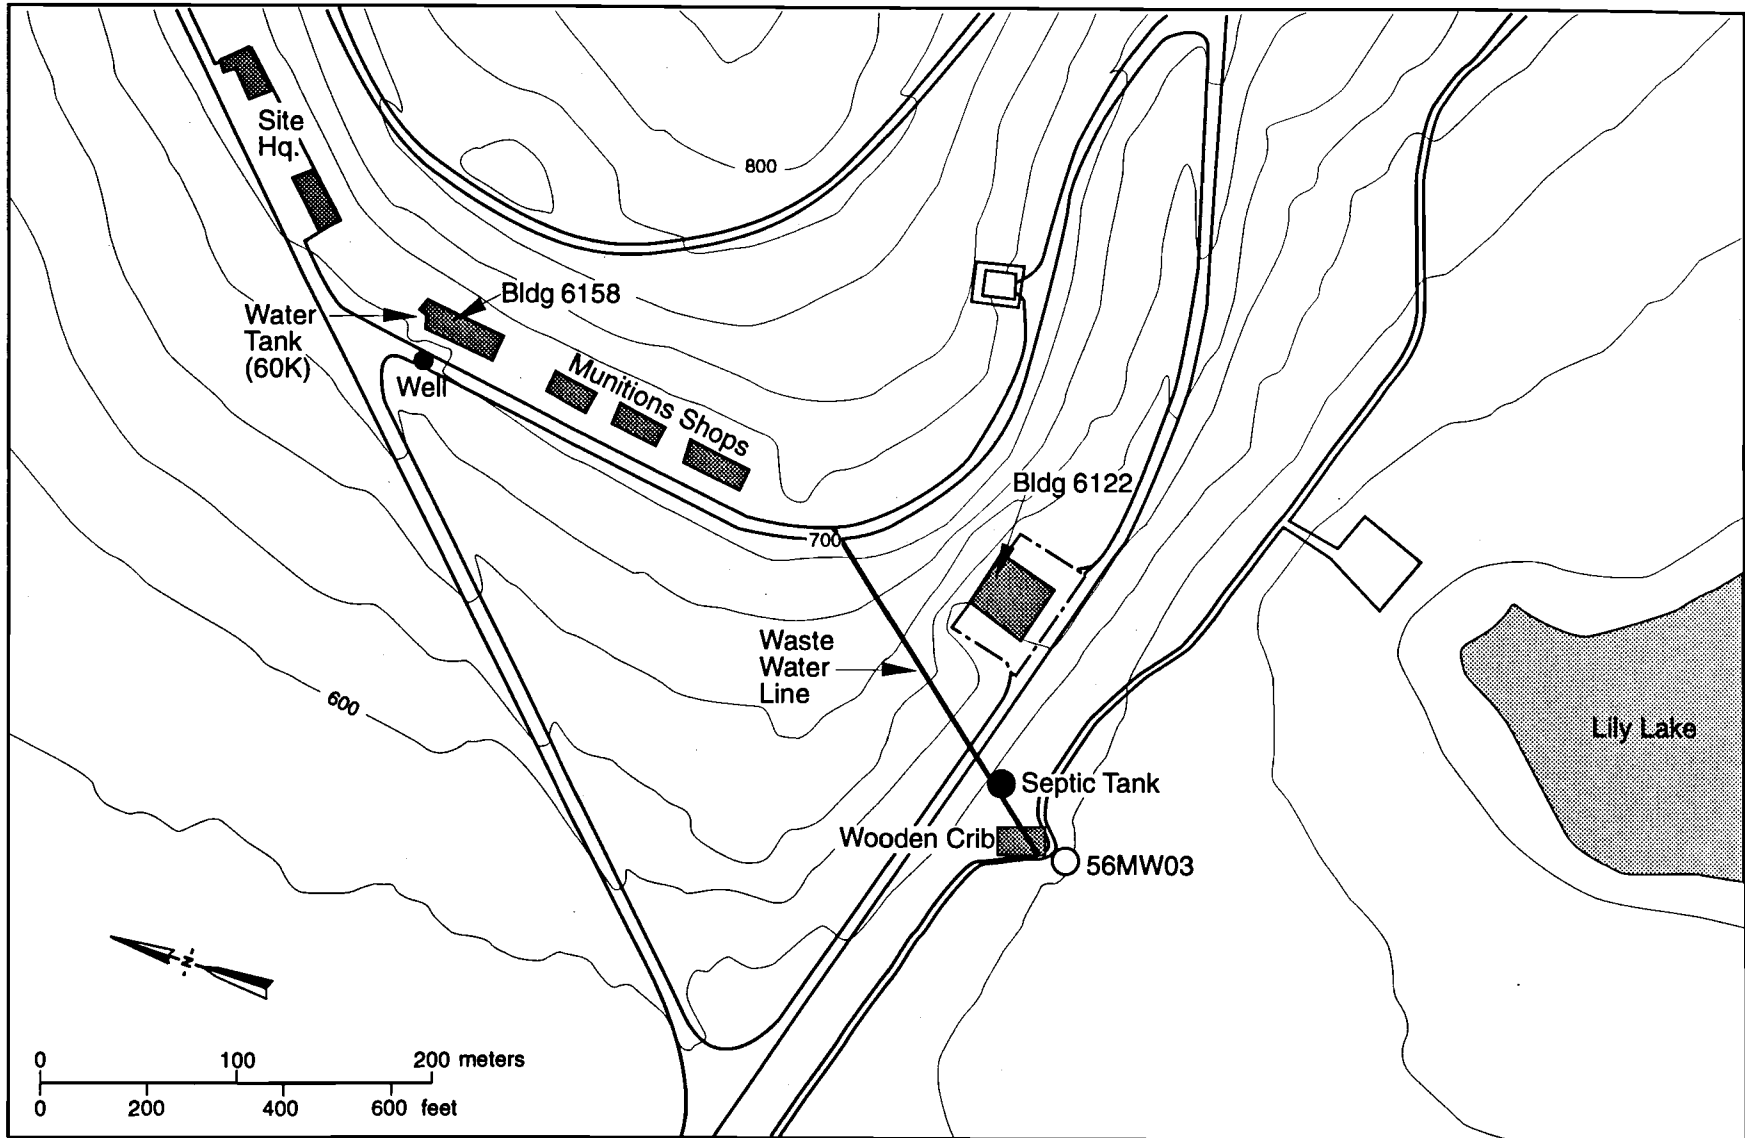 800
Site
Hq.
Bldg 6158
Water
Tank
(60K)
Well
Munitions Shops
Bldg 6122
700
Waste
Water
Line
600
Lily Lake
Septic Tank
Wooden Crib
56MW03
-N-
0 100 200 meters
0 200 400 600 feet